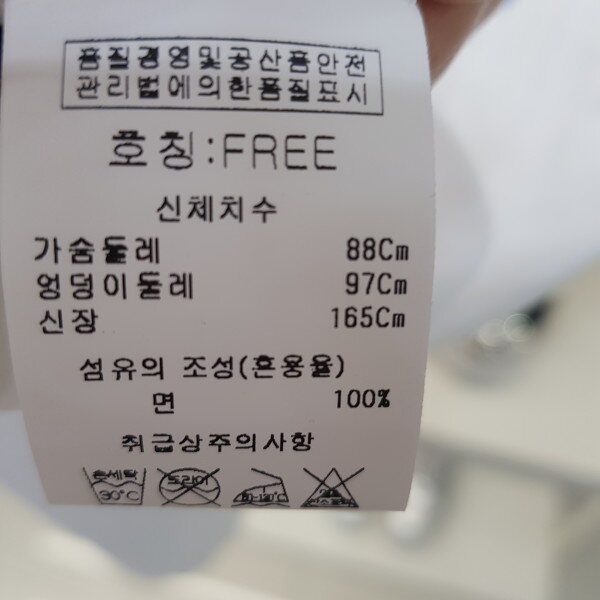 품질경영및공산품안전
관리법에의한품질표시
호칭:FREE
신체치수
가슴둘레 88Cm
엉덩이둘레 97Cm
신장 165Cm
섬유의 조성(혼용율)
면 100%
취급상주의사항
손세탁 드라이
30°C